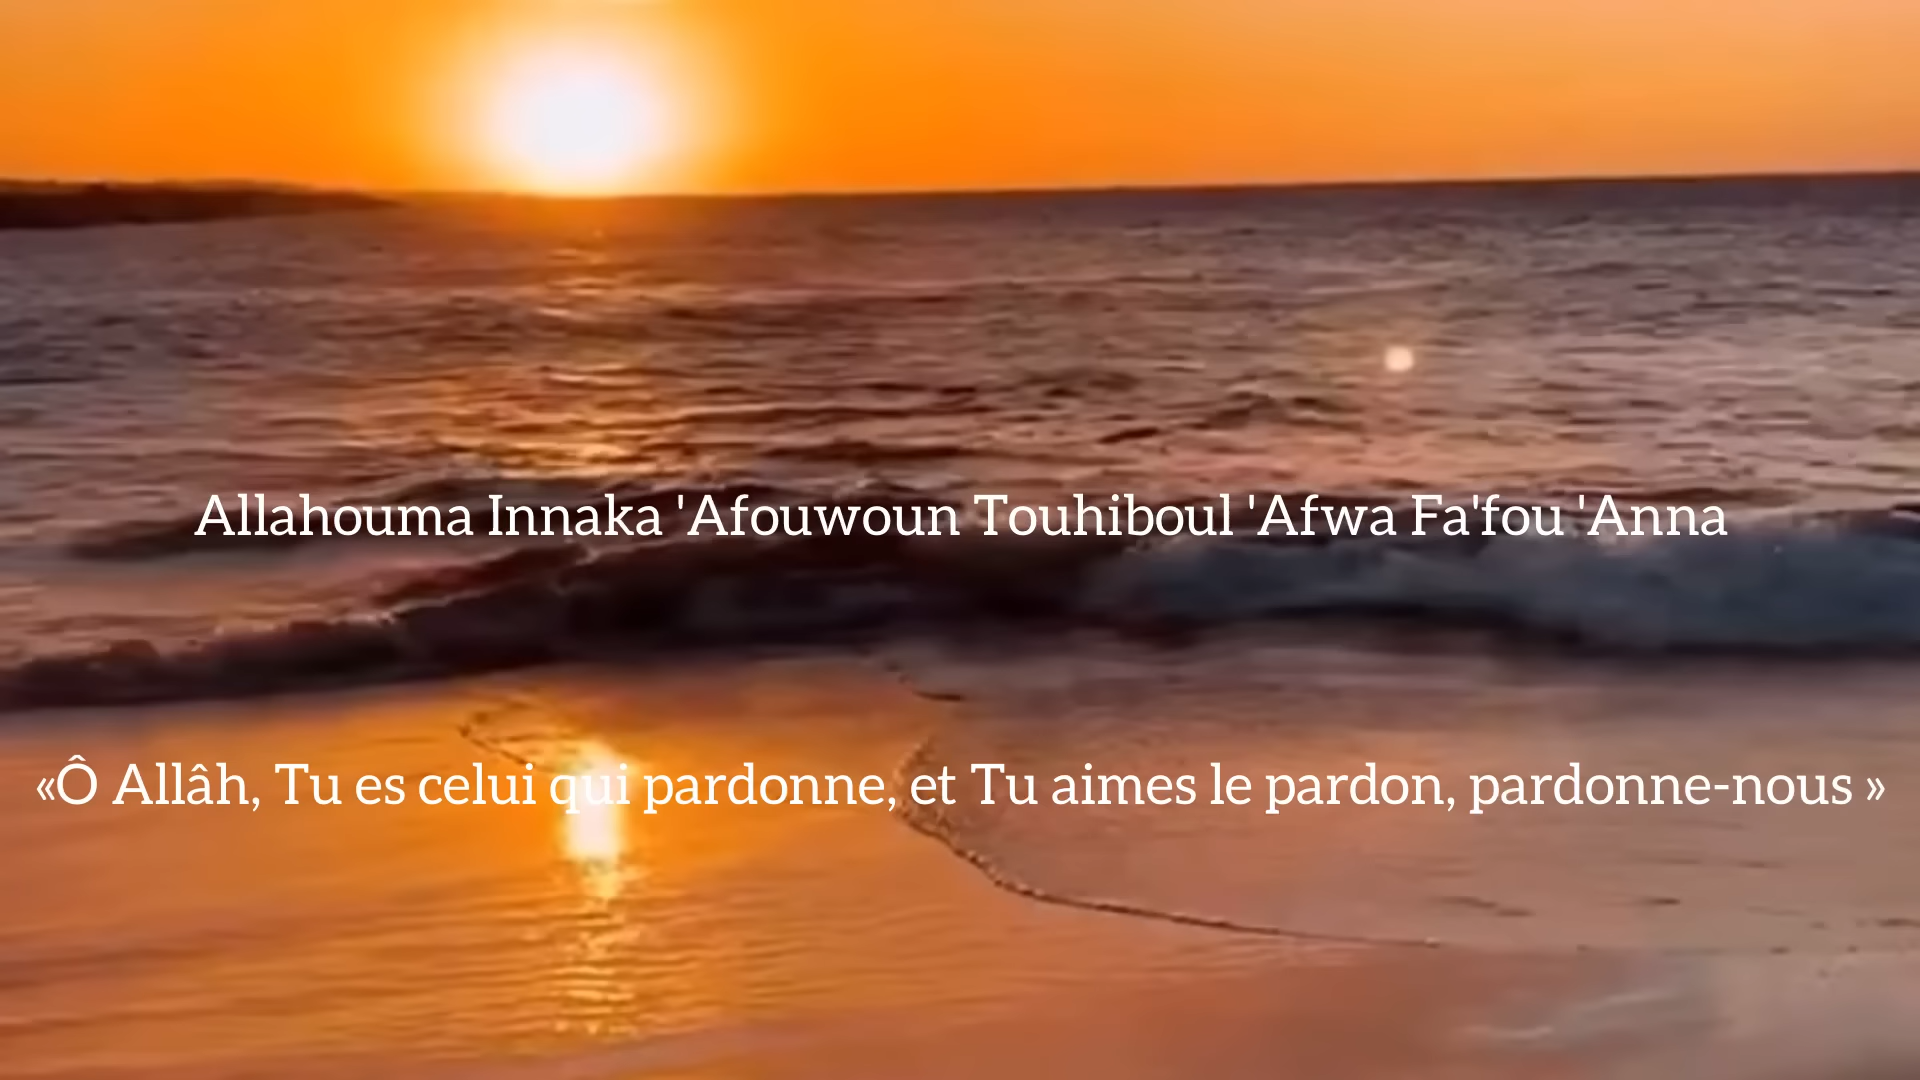 Allahouma Innaka 'Afouwoun Touhiboul 'Afwa Fa'fou 'Anna
«Ô Allâh, Tu es celui qui pardonne, et Tu aimes le pardon, pardonne-nous »